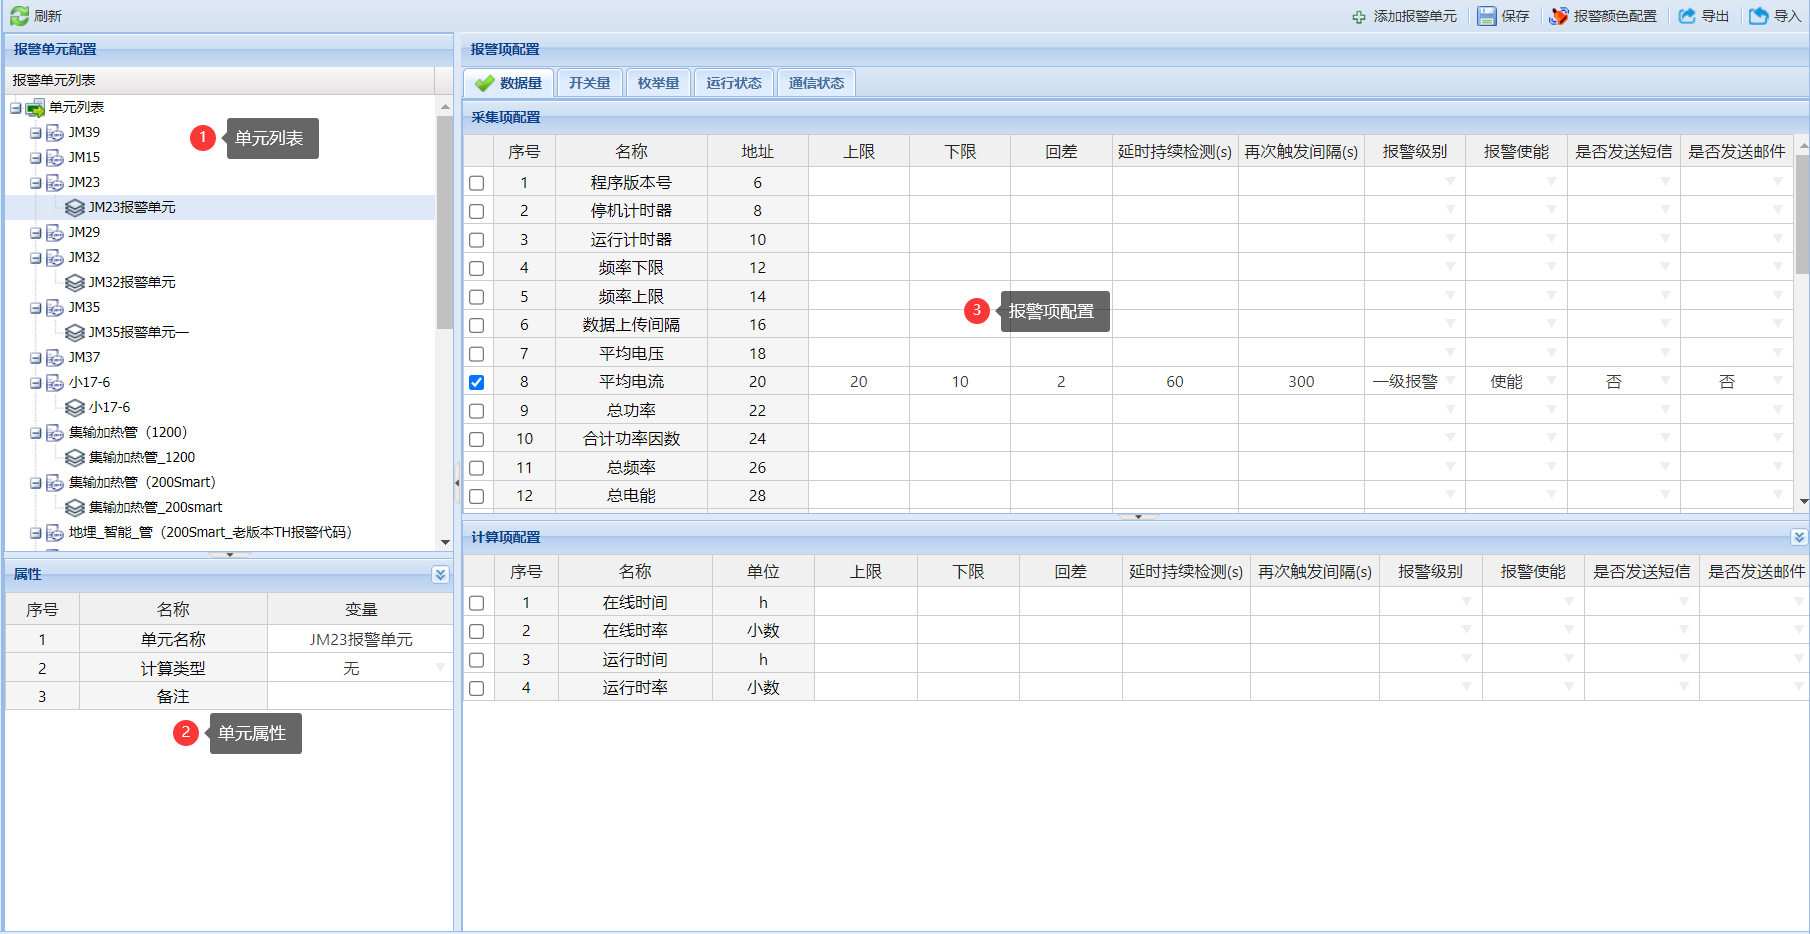 刷新 添加报警单元 保存 报警颜色配置 导出 导入
报警单元配置
报警单元列表
单元列表
JM39
JM15
JM23
JM23报警单元
JM29
JM32
JM32报警单元
JM35
JM35报警单元一
JM37
小17-6
小17-6
集输加热管（1200）
集输加热管_1200
集输加热管（200Smart）
集输加热管_200smart
地埋_智能_管（200Smart_老版本TH报警代码）
1 单元列表
属性
序号 名称 变量
1 单元名称 JM23报警单元
2 计算类型 无
3 备注
2 单元属性
报警项配置
数据量 开关量 枚举量 运行状态 通信状态
采集项配置
序号 名称 地址 上限 下限 回差 延时持续检测(s) 再次触发间隔(s) 报警级别 报警使能 是否发送短信 是否发送邮件
1 程序版本号 6
2 停机计时器 8
3 运行计时器 10
4 频率下限 12
5 频率上限 14
6 数据上传间隔 16
7 平均电压 18
8 平均电流 20 20 10 2 60 300 一级报警 使能 否 否
9 总功率 22
10 合计功率因数 24
11 总频率 26
12 总电能 28
3 报警项配置
计算项配置
序号 名称 单位 上限 下限 回差 延时持续检测(s) 再次触发间隔(s) 报警级别 报警使能 是否发送短信 是否发送邮件
1 在线时间 h
2 在线时率 小数
3 运行时间 h
4 运行时率 小数